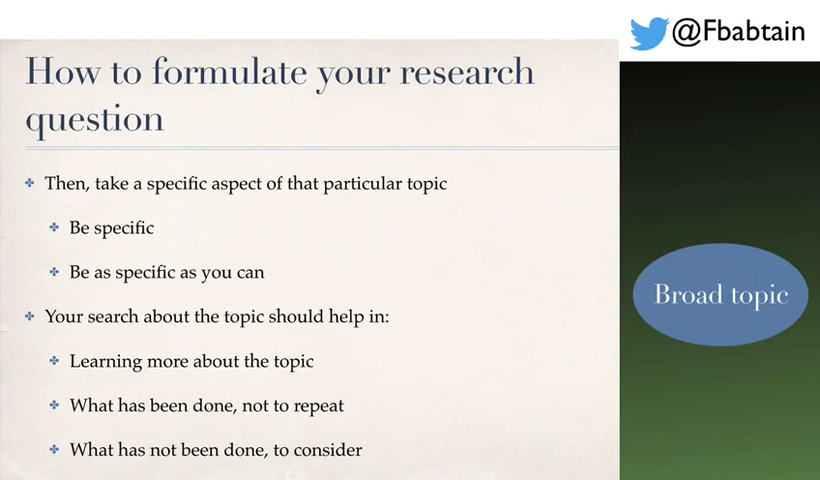 @Fbabtain
How to formulate your research
question
Then, take a specific aspect of that particular topic
Be specific
Be as specific as you can
Your search about the topic should help in:
Learning more about the topic
What has been done, not to repeat
What has not been done, to consider
Broad topic